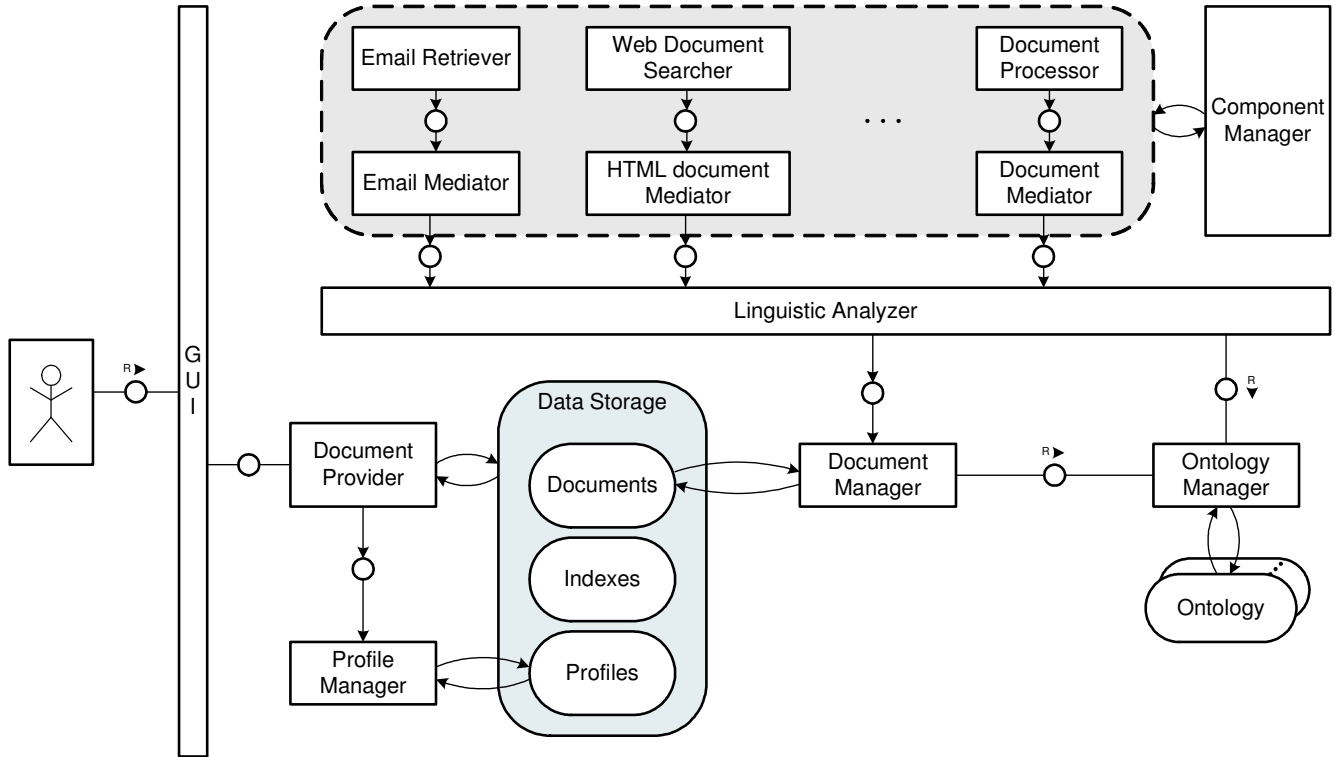 Email Retriever
Web Document
Searcher
Document
Processor
. . .
Component
Manager
Email Mediator
HTML document
Mediator
Document
Mediator
Linguistic Analyzer
R
G
U
I
R
Data Storage
Document
Provider
Documents
Document
Manager
R
Ontology
Manager
Indexes
Ontology
Profile
Manager
Profiles